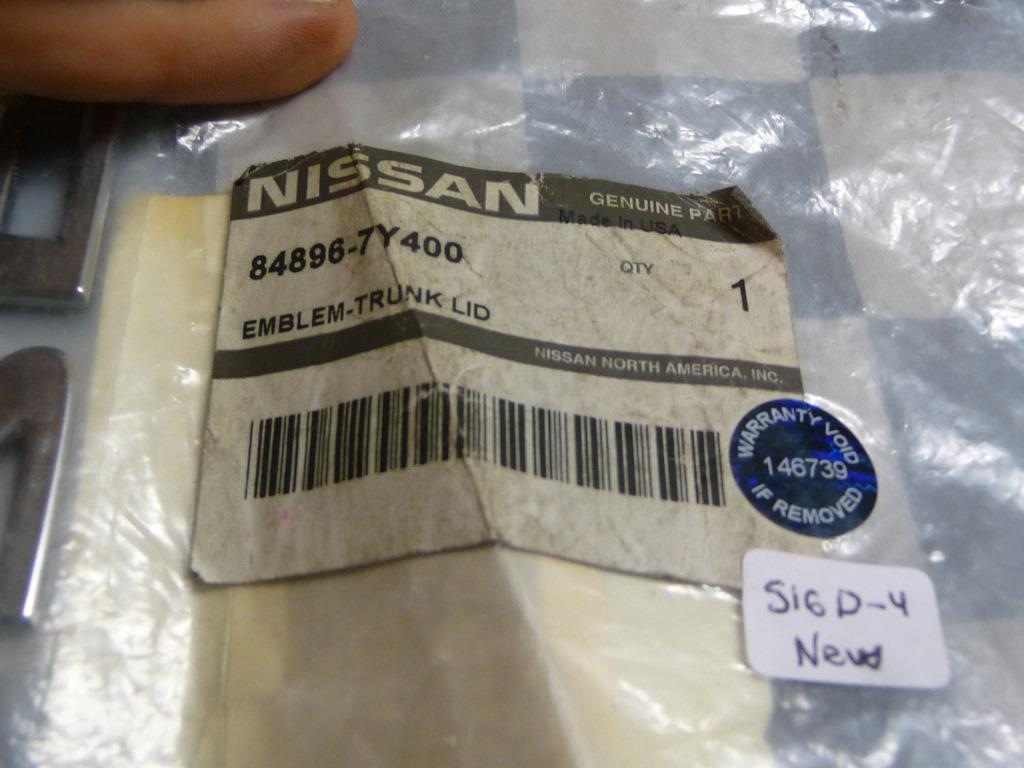 NISSAN
GENUINE PART
Made In USA
84896-7Y400
QTY
1
EMBLEM-TRUNK LID
NISSAN NORTH AMERICA, INC.
WARRANTY VOID
146739
IF REMOVED
S16 D-4
New